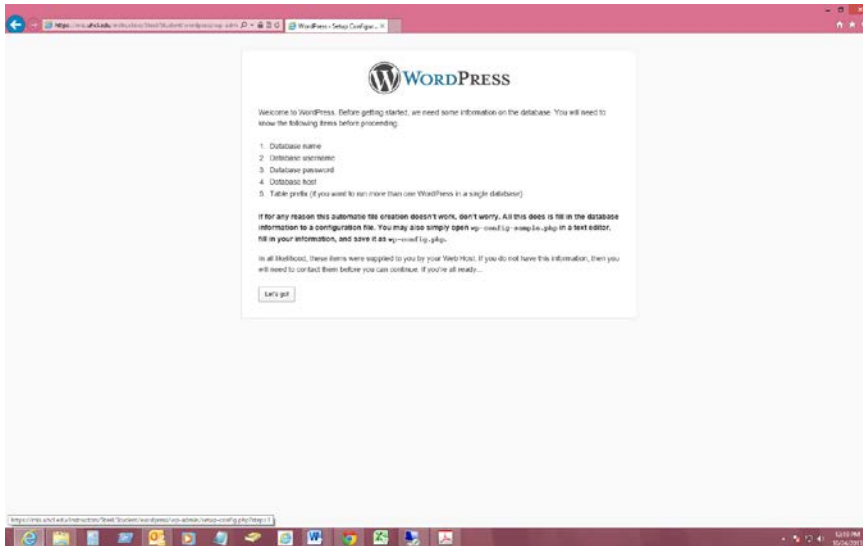 WordPress - Setup Configur...
WORDPRESS
Welcome to WordPress. Before getting started, we need some information on the database. You will need to
know the following items before proceeding.
1. Database name
2. Database username
3. Database password
4. Database host
5. Table prefix (if you want to run more than one WordPress in a single database)
If for any reason this automatic file creation doesn't work, don't worry. All this does is fill in the database
information to a configuration file. You may also simply open wp-config-sample.php in a text editor,
fill in your information, and save it as wp-config.php.
In all likelihood, these items were supplied to you by your Web Host. If you do not have this information, then you
will need to contact them before you can continue. If you're all ready...
Let's go!